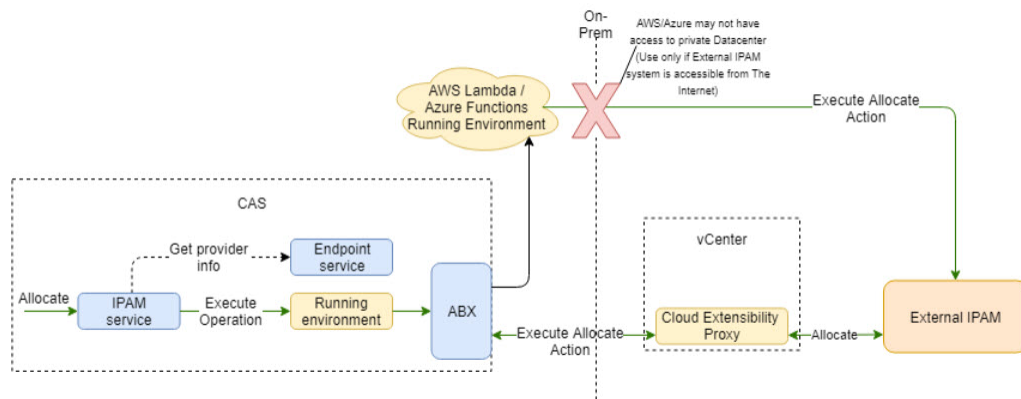 On-
Prem
AWS/Azure may not have
access to private Datacenter
(Use only if External IPAM
system is accessible from The
Internet)
AWS Lambda /
Azure Functions
Running Environment
Execute Allocate
Action
CAS
Get provider
info
Endpoint
service
vCenter
Allocate
IPAM
service
Execute
Operation
Running
environment
ABX
Execute Allocate
Action
Cloud Extensibility
Proxy
Allocate
External IPAM